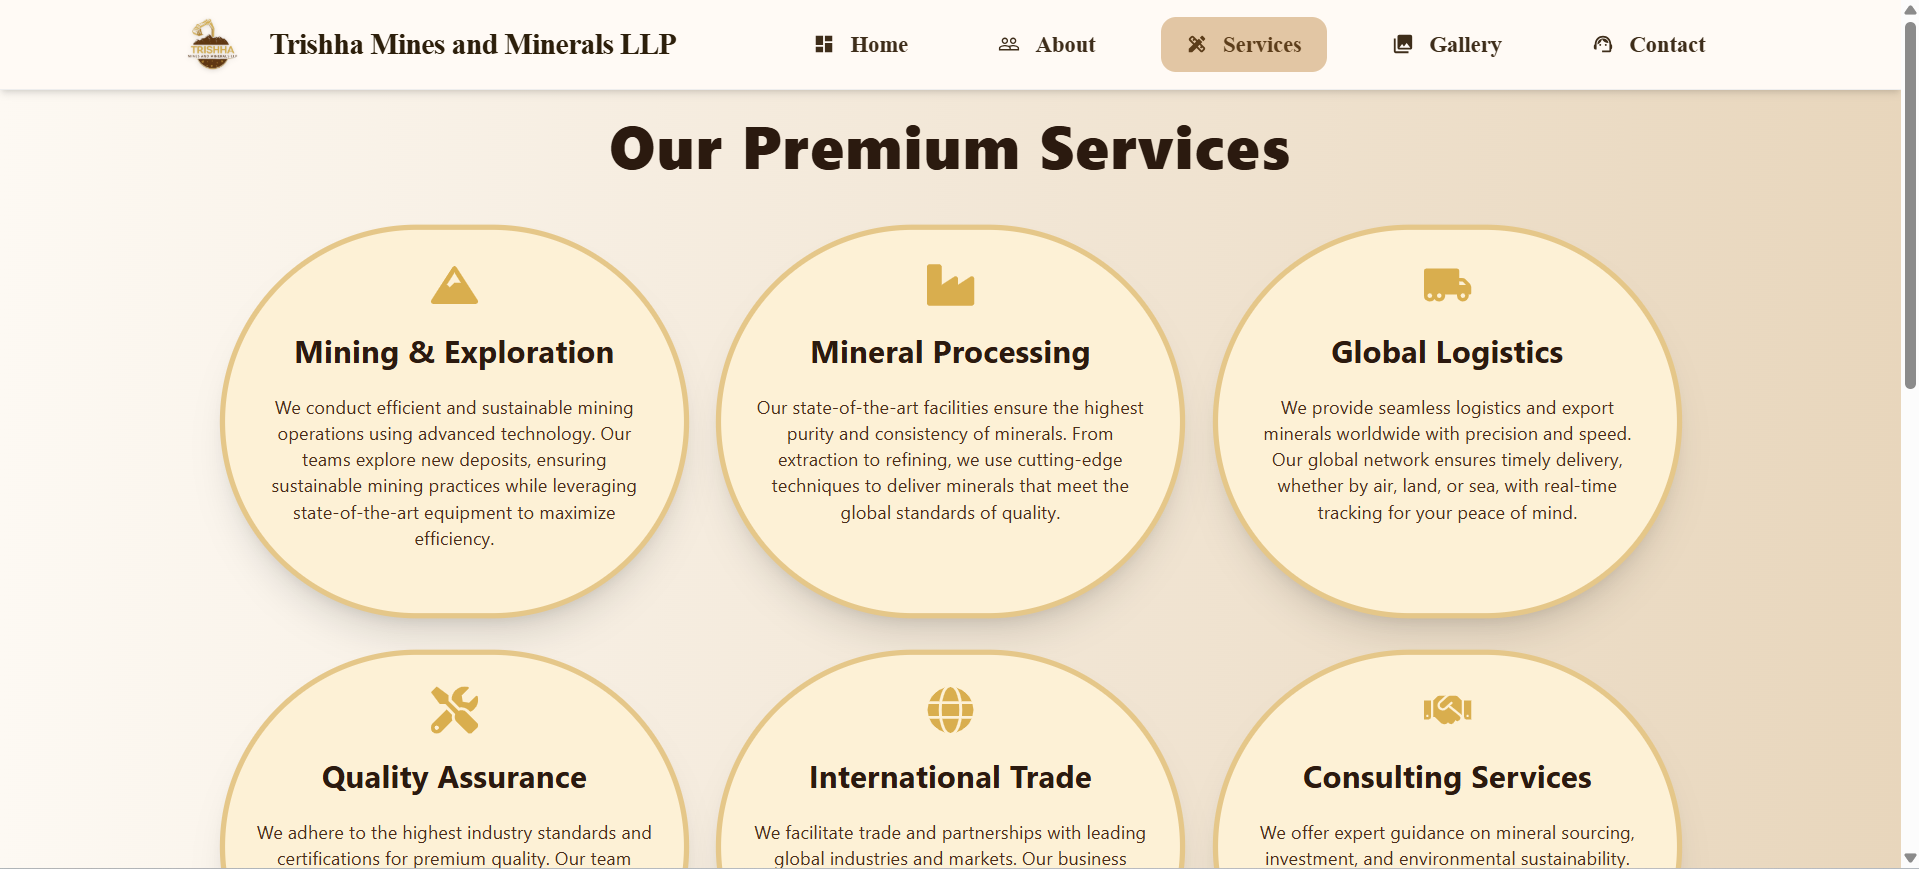 TRISHHA
MINES AND MINERALS LLP
Trishha Mines and Minerals LLP
Home
About
Services
Gallery
Contact
Our Premium Services
Mining & Exploration
We conduct efficient and sustainable mining
operations using advanced technology. Our
teams explore new deposits, ensuring
sustainable mining practices while leveraging
state-of-the-art equipment to maximize
efficiency.
Mineral Processing
Our state-of-the-art facilities ensure the highest
purity and consistency of minerals. From
extraction to refining, we use cutting-edge
techniques to deliver minerals that meet the
global standards of quality.
Global Logistics
We provide seamless logistics and export
minerals worldwide with precision and speed.
Our global network ensures timely delivery,
whether by air, land, or sea, with real-time
tracking for your peace of mind.
Quality Assurance
We adhere to the highest industry standards and
certifications for premium quality. Our team
International Trade
We facilitate trade and partnerships with leading
global industries and markets. Our business
Consulting Services
We offer expert guidance on mineral sourcing,
investment, and environmental sustainability.